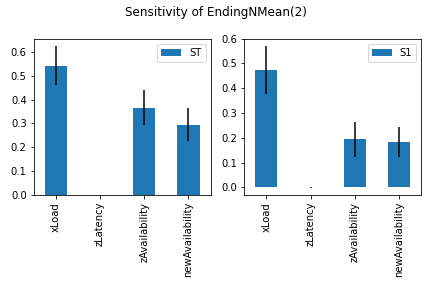 Sensitivity of EndingNMean(2)
ST
0.6
0.5
0.4
0.3
0.2
0.1
0.0
xLoad
zLatency
zAvailability
newAvailability
S1
0.6
0.5
0.4
0.3
0.2
0.1
0.0
xLoad
zLatency
zAvailability
newAvailability